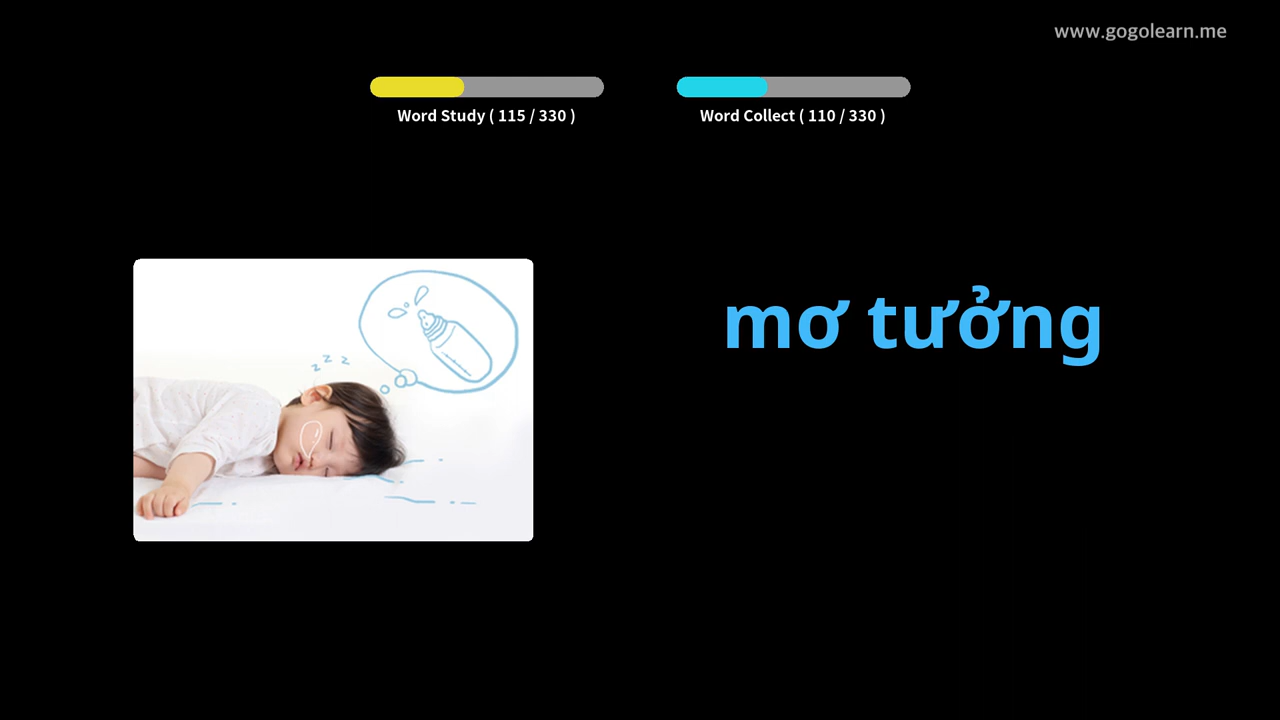 www.gogolearn.me
Word Study ( 115 / 330 )
Word Collect ( 110 / 330 )
z z z
mơ tưởng